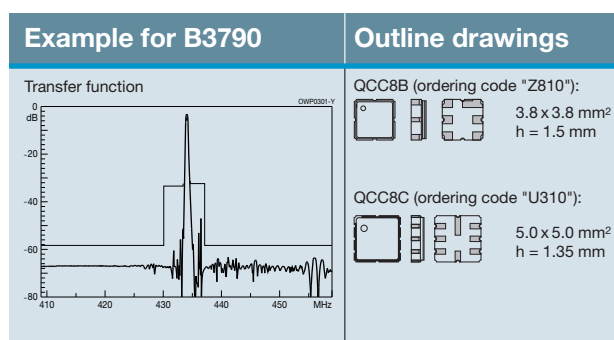 Example for B3790
Outline drawings
Transfer function
OWP0301-Y
0
dB
-20
-40
-60
-80
410
420
430
440
450
MHz
QCC8B (ordering code "Z810"):
3.8 x 3.8 mm²
h = 1.5 mm
QCC8C (ordering code "U310"):
5.0 x 5.0 mm²
h = 1.35 mm